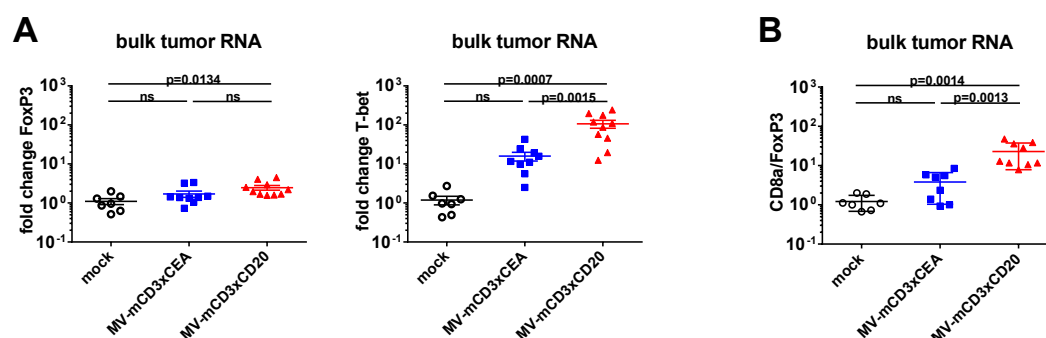 A
bulk tumor RNA
fold change FoxP3
10³
10²
10¹
10⁰
10⁻¹
p=0.0134
ns
ns
mock
MV-mCD3xCEA
MV-mCD3xCD20
bulk tumor RNA
fold change T-bet
10³
10²
10¹
10⁰
10⁻¹
p=0.0007
ns
p=0.0015
mock
MV-mCD3xCEA
MV-mCD3xCD20
B
bulk tumor RNA
CD8a/FoxP3
10³
10²
10¹
10⁰
10⁻¹
p=0.0014
ns
p=0.0013
mock
MV-mCD3xCEA
MV-mCD3xCD20